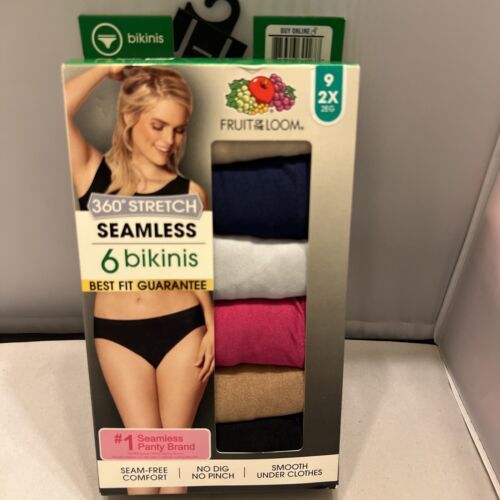 bikinis
BUY ONLINE
FRUIT OF THE LOOM®
9
2X
2EG
360° STRETCH
SEAMLESS
6 bikinis
BEST FIT GUARANTEE
#1 Seamless
Panty Brand
SEAM-FREE
COMFORT
NO DIG
NO PINCH
SMOOTH
UNDER CLOTHES